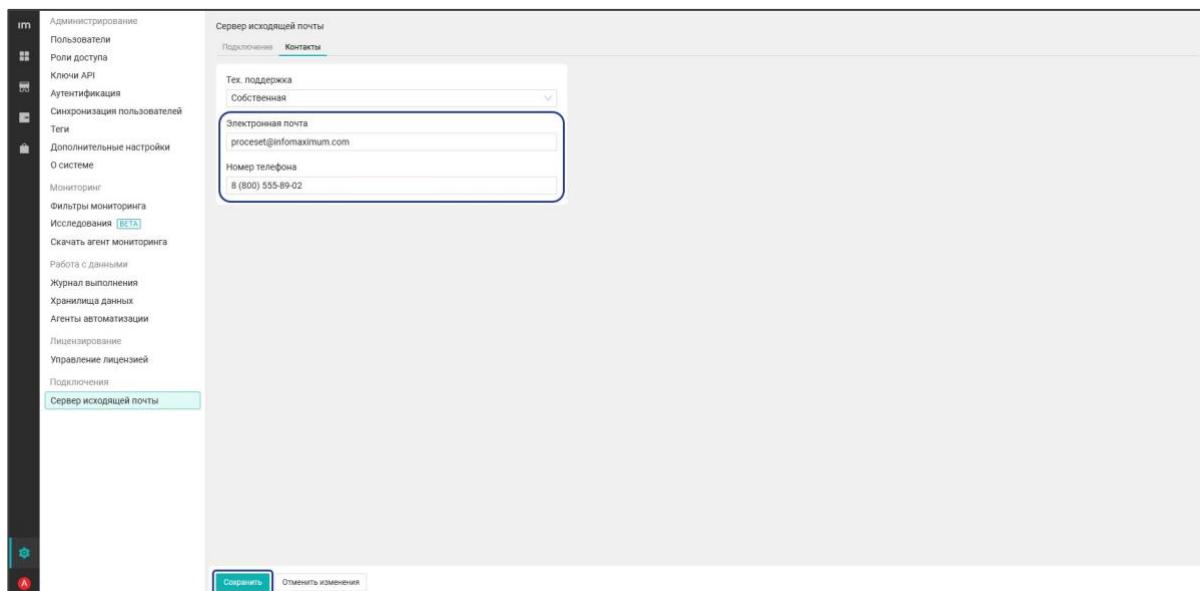 im
Администрирование
Пользователи
Роли доступа
Ключи API
Аутентификация
Синхронизация пользователей
Теги
Дополнительные настройки
О системе
Мониторинг
Фильтры мониторинга
Исследования BETA
Скачать агент мониторинга
Работа с данными
Журнал выполнения
Хранилища данных
Агенты автоматизации
Лицензирование
Управление лицензией
Подключения
Сервер исходящей почты
A
Сервер исходящей почты
Подключение Контакты
Тех. поддержка
Собственная
Электронная почта
proceset@infomaximum.com
Номер телефона
8 (800) 555-89-02
Сохранить Отменить изменения